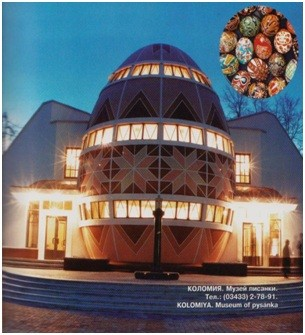 КОЛОМИЯ. Музей писанки.
Тел.: (03433) 2-78-91.
KOLOMIYA. Museum of pysanka